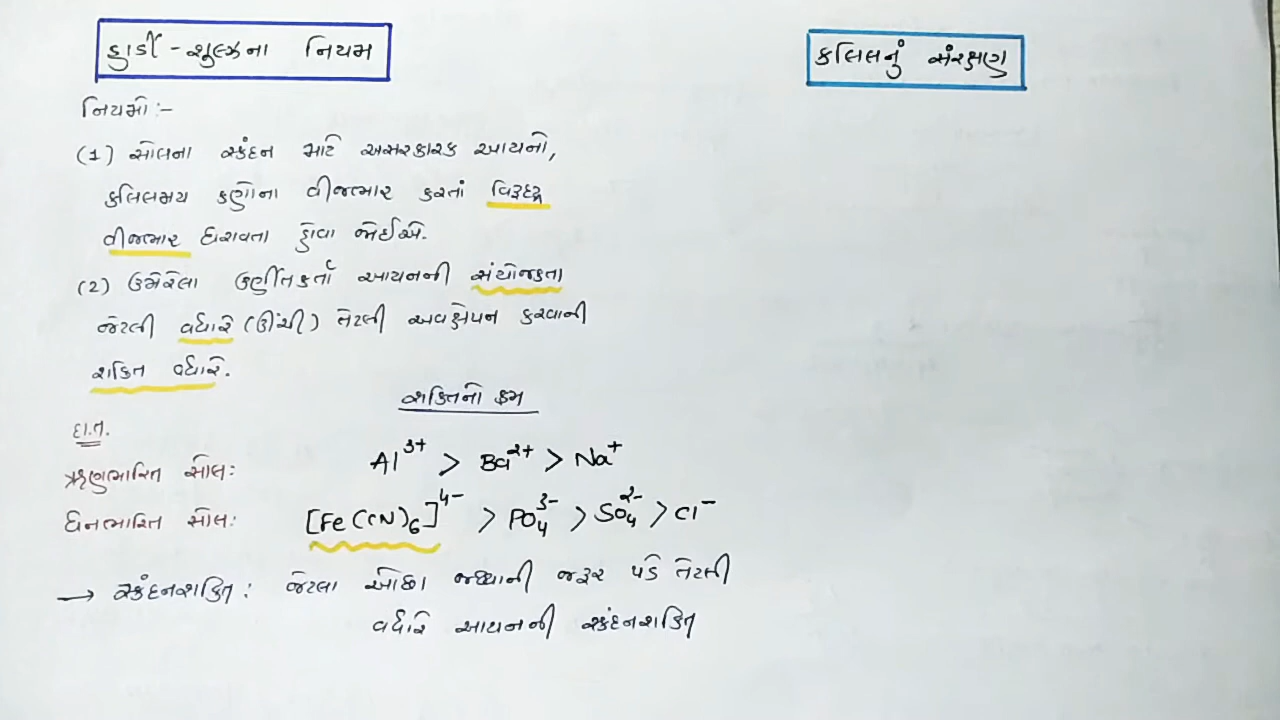 હાર્ડી - શુલ્ઝના નિયમ
કલિલનું સંરક્ષણ
નિયમો :-
(1) સોલના સ્કંદન માટે અસરકારક આયનો,
કલિલમય કણોના વીજભાર કરતાં વિરૂદ્ધ
વીજભાર ધરાવતા હોવા જોઈએ.
(2) ઉમેરેલા ઉર્ણીતકર્તા આયનની સંયોજકતા
જેટલી વધારે (ઊંચી) તેટલી અવક્ષેપન કરવાની
શક્તિ વધારે.
શક્તિનો ક્રમ
દા.ત.
ઋણભારિત સોલ: Al³⁺ > Ba²⁺ > Na⁺
ધનભારિત સોલ: [Fe(CN)₆]⁴⁻ > PO₄³⁻ > SO₄²⁻ > Cl⁻
→ સ્કંદનશક્તિ : જેટલા ઓછા જથ્થાની જરૂર પડે તેટલી
વધારે આયનની સ્કંદનશક્તિ